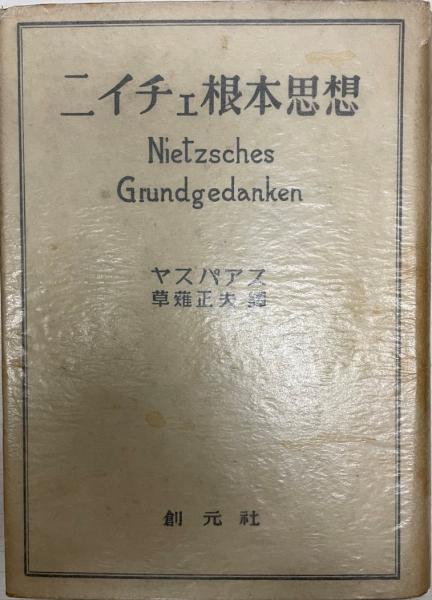 ニイチェ根本思想
Nietzsches
Grundgedanken
ヤスパアス
草薙正夫 譯
創元社